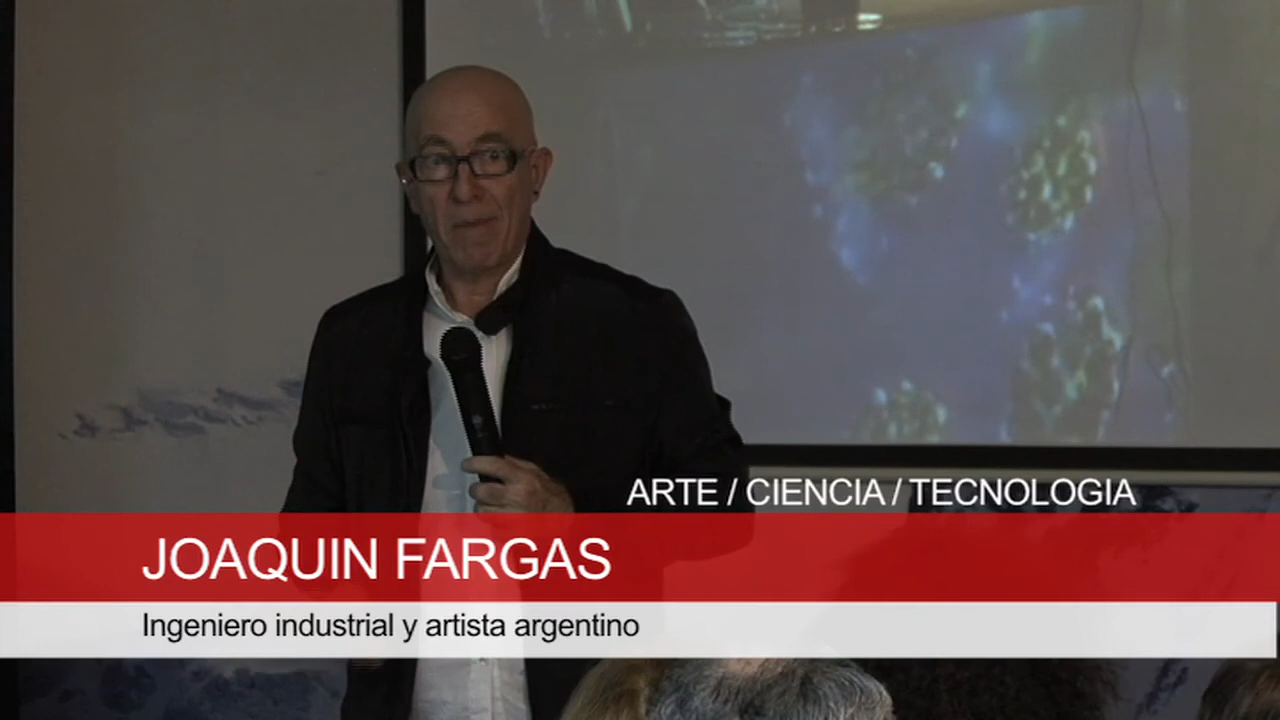 ARTE / CIENCIA / TECNOLOGIA
JOAQUIN FARGAS
Ingeniero industrial y artista argentino